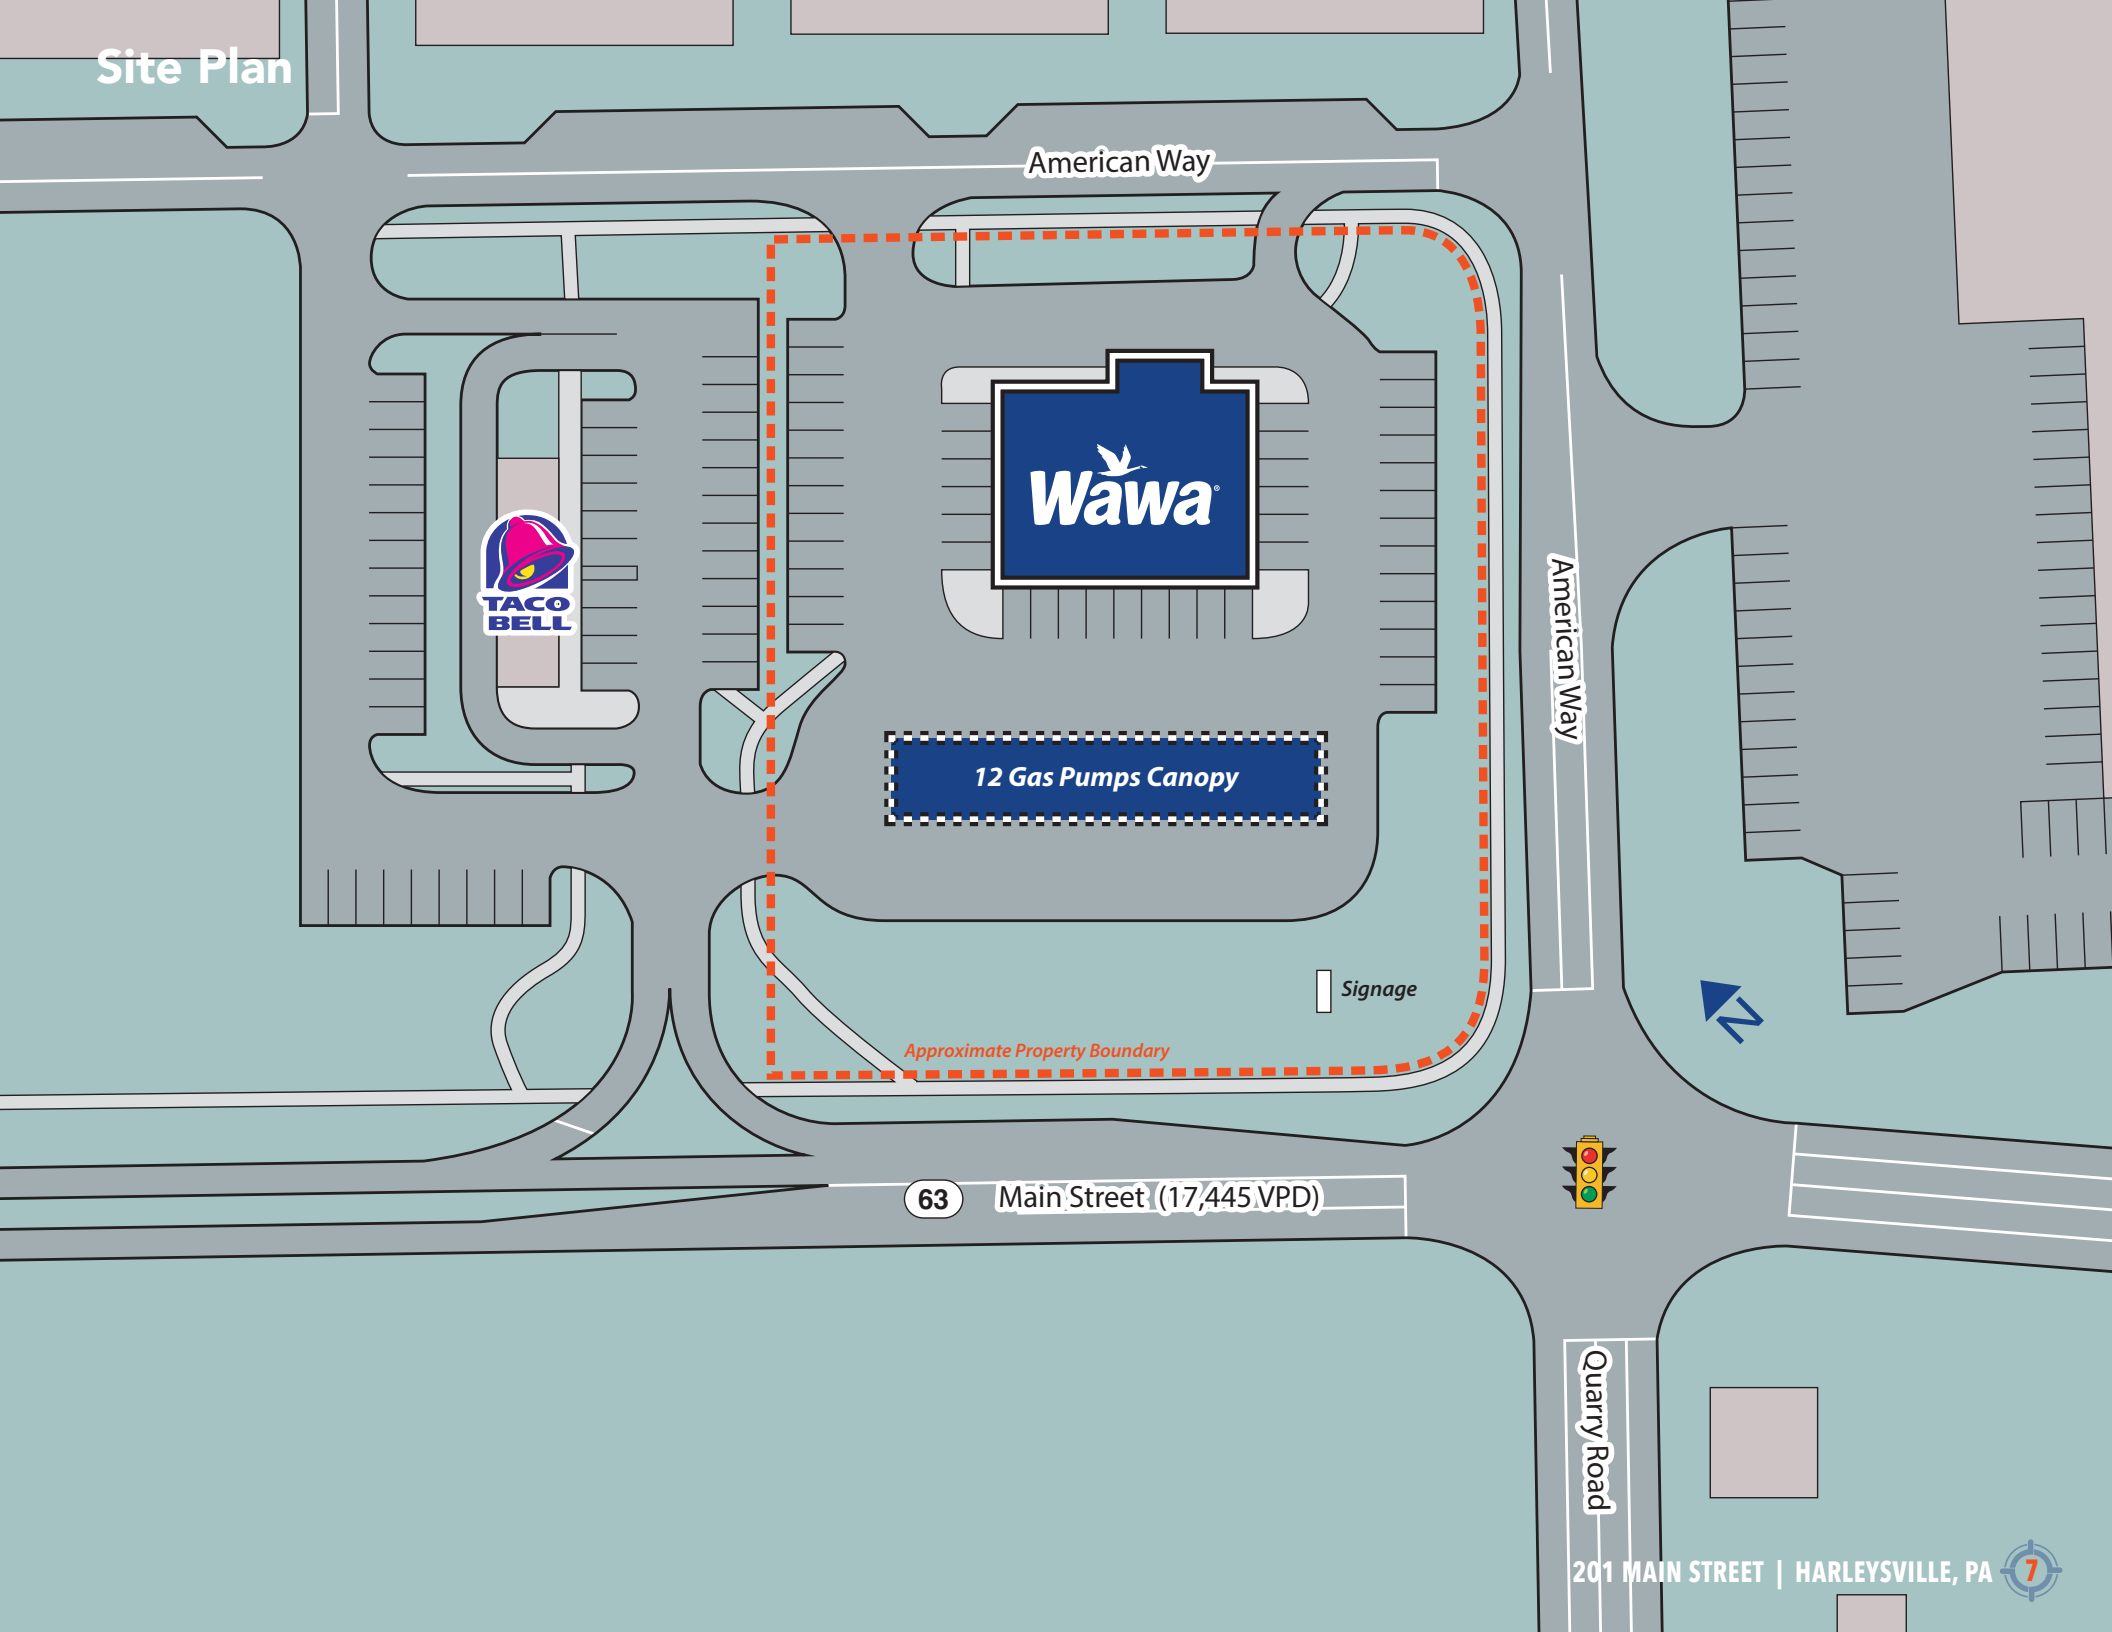 Site Plan
American Way
Wawa®
TACO
BELL
American Way
12 Gas Pumps Canopy
Signage
N
Approximate Property Boundary
63 Main Street (17,445 VPD)
Quarry Road
201 MAIN STREET | HARLEYSVILLE, PA 7